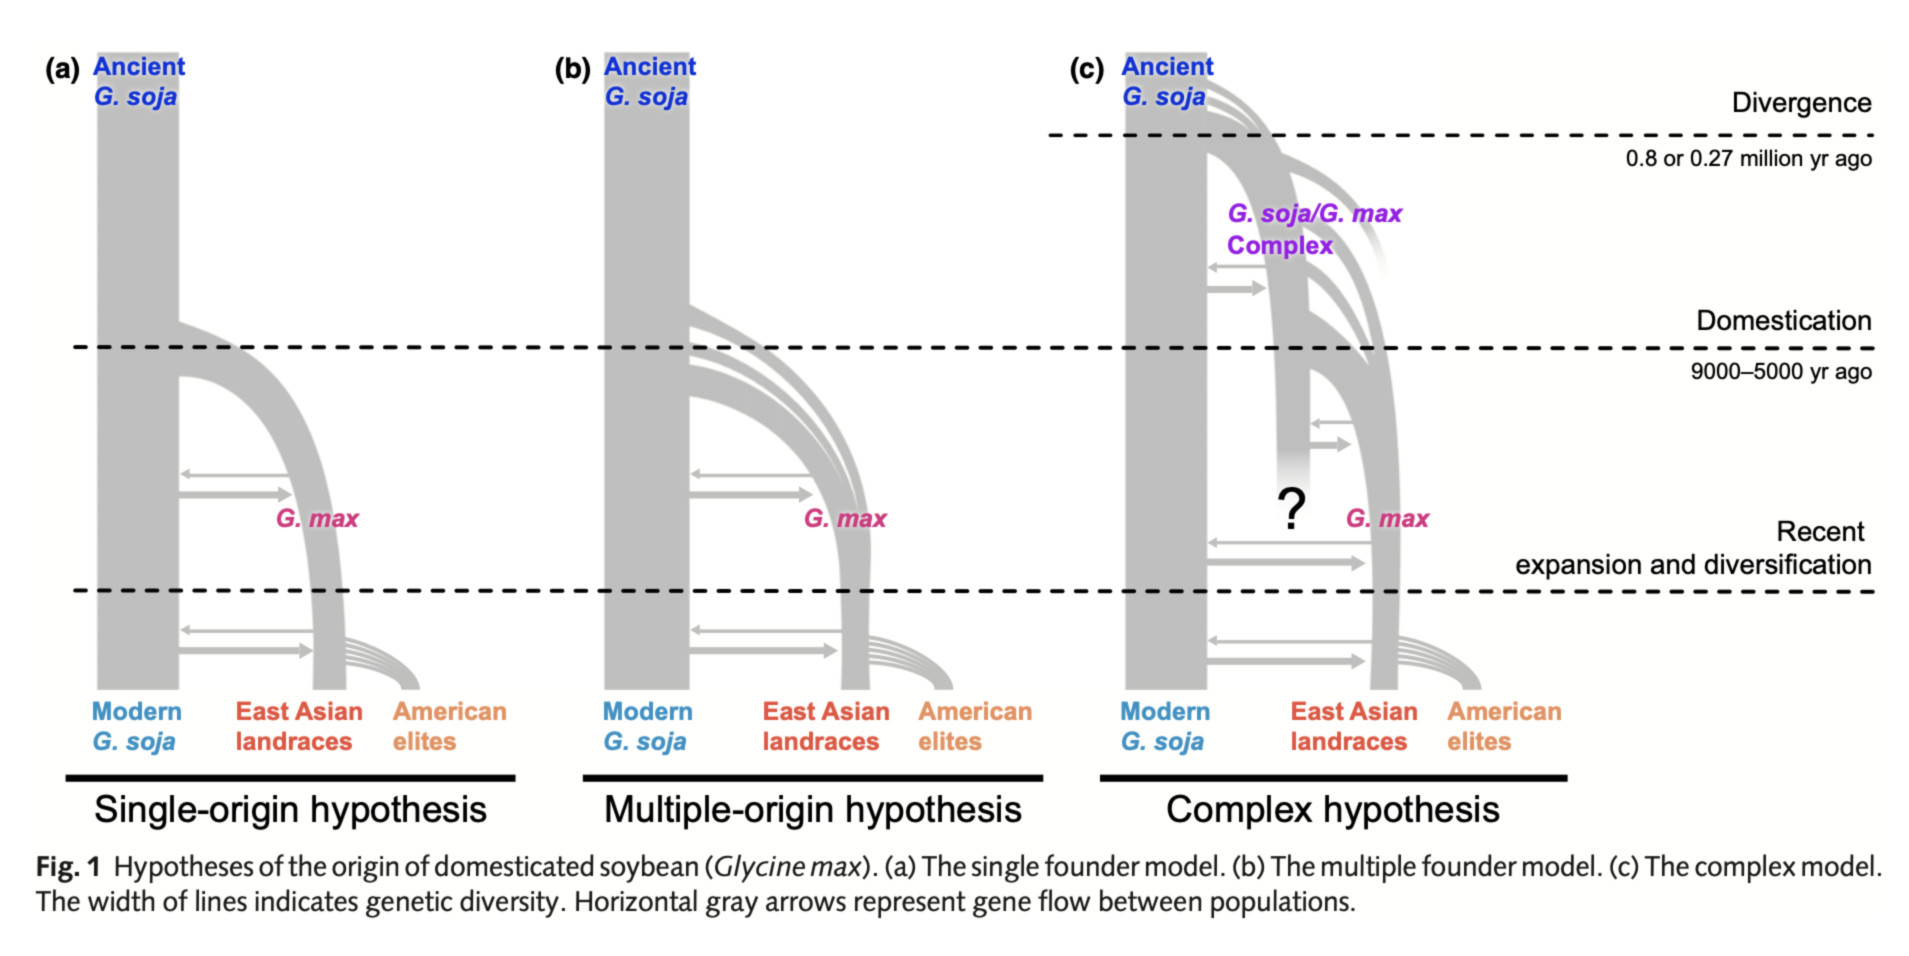 (a) Ancient
G. soja
(b) Ancient
G. soja
(c) Ancient
G. soja
Divergence
0.8 or 0.27 million yr ago
G. soja/G. max
Complex
Domestication
9000–5000 yr ago
?
G. max
G. max
G. max
Recent
expansion and diversification
Modern
G. soja
East Asian
landraces
American
elites
Modern
G. soja
East Asian
landraces
American
elites
Modern
G. soja
East Asian
landraces
American
elites
Single-origin hypothesis
Multiple-origin hypothesis
Complex hypothesis
Fig. 1 Hypotheses of the origin of domesticated soybean (Glycine max). (a) The single founder model. (b) The multiple founder model. (c) The complex model.
The width of lines indicates genetic diversity. Horizontal gray arrows represent gene flow between populations.